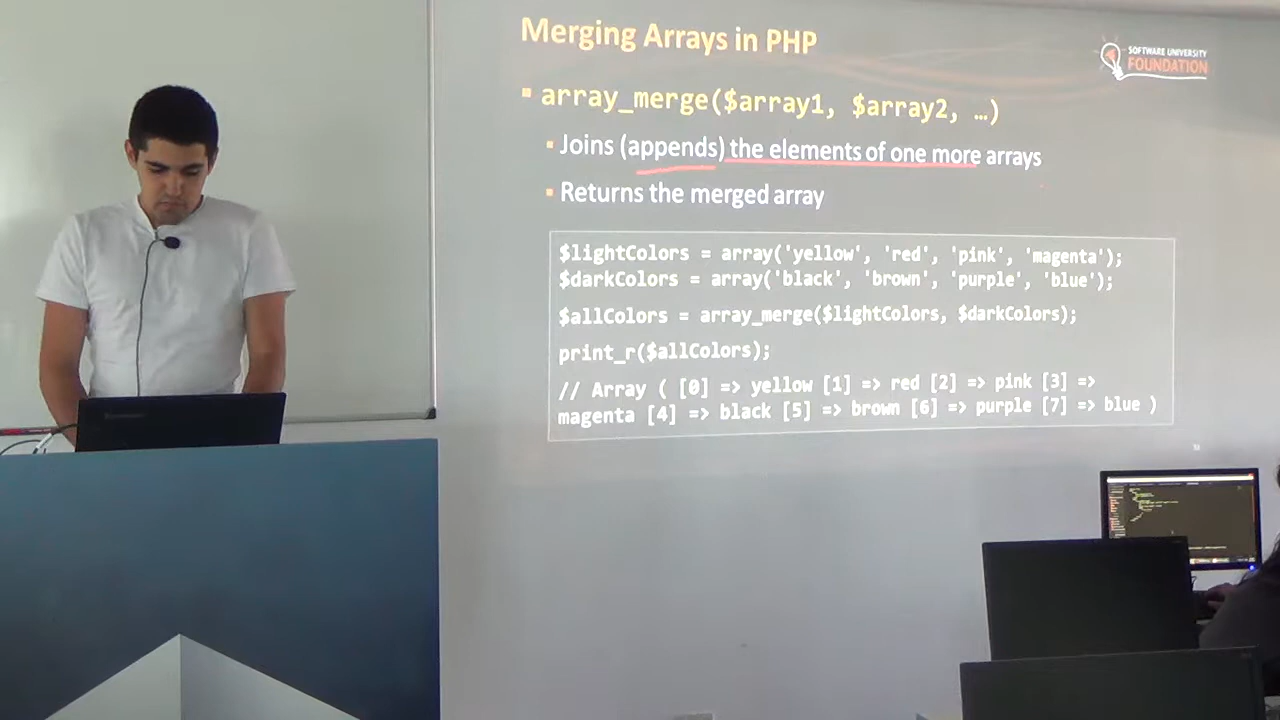 Merging Arrays in PHP
SOFTWARE UNIVERSITY
FOUNDATION
▪ array_merge($array1, $array2, …)
▪ Joins (appends) the elements of one more arrays
▪ Returns the merged array
$lightColors = array('yellow', 'red', 'pink', 'magenta');
$darkColors = array('black', 'brown', 'purple', 'blue');
$allColors = array_merge($lightColors, $darkColors);
print_r($allColors);
// Array ( [0] => yellow [1] => red [2] => pink [3] =>
magenta [4] => black [5] => brown [6] => purple [7] => blue )